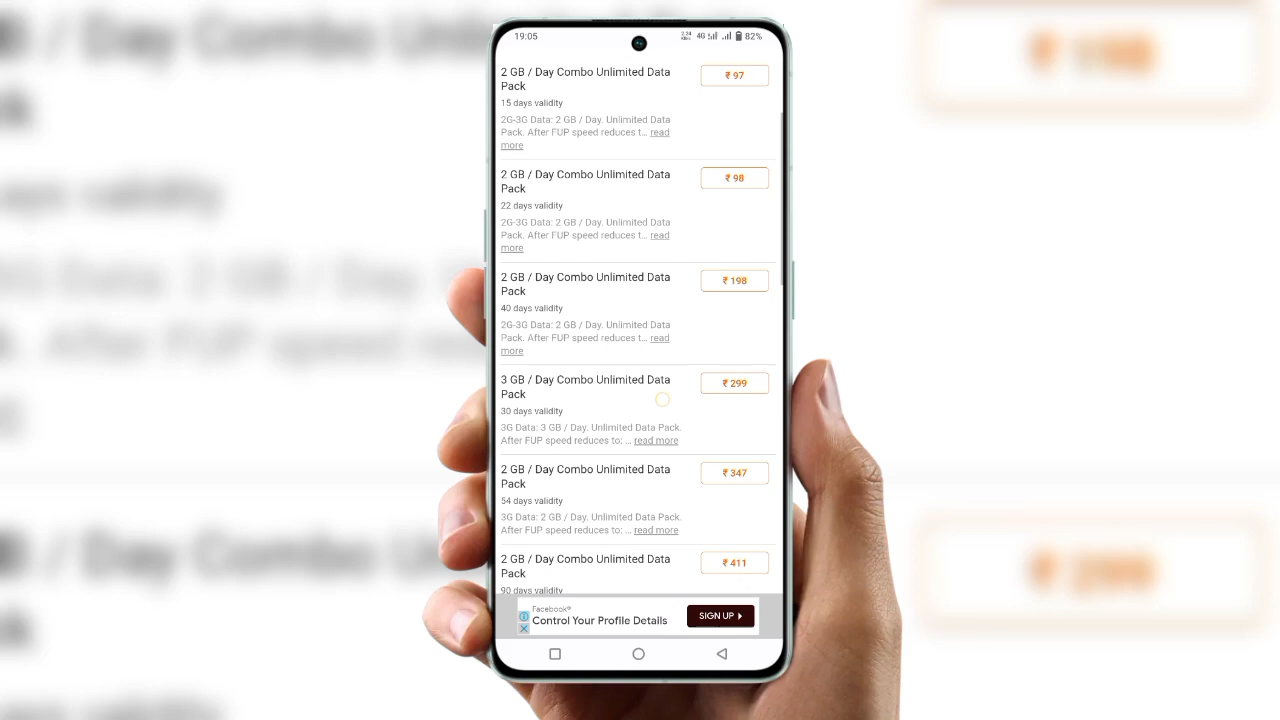 19:05
2.24 KB/s 4G 82%
2 GB / Day Combo Unlimited Data
Pack
₹ 97
15 days validity
2G-3G Data: 2 GB / Day. Unlimited Data
Pack. After FUP speed reduces t... read
more
2 GB / Day Combo Unlimited Data
Pack
₹ 98
22 days validity
2G-3G Data: 2 GB / Day. Unlimited Data
Pack. After FUP speed reduces t... read
more
2 GB / Day Combo Unlimited Data
Pack
₹ 198
40 days validity
2G-3G Data: 2 GB / Day. Unlimited Data
Pack. After FUP speed reduces t... read
more
3 GB / Day Combo Unlimited Data
Pack
₹ 299
30 days validity
3G Data: 3 GB / Day. Unlimited Data Pack.
After FUP speed reduces to: ... read more
2 GB / Day Combo Unlimited Data
Pack
₹ 347
54 days validity
3G Data: 2 GB / Day. Unlimited Data Pack.
After FUP speed reduces to: ... read more
2 GB / Day Combo Unlimited Data
Pack
₹ 411
90 days validity
Facebook®
Control Your Profile Details
SIGN UP